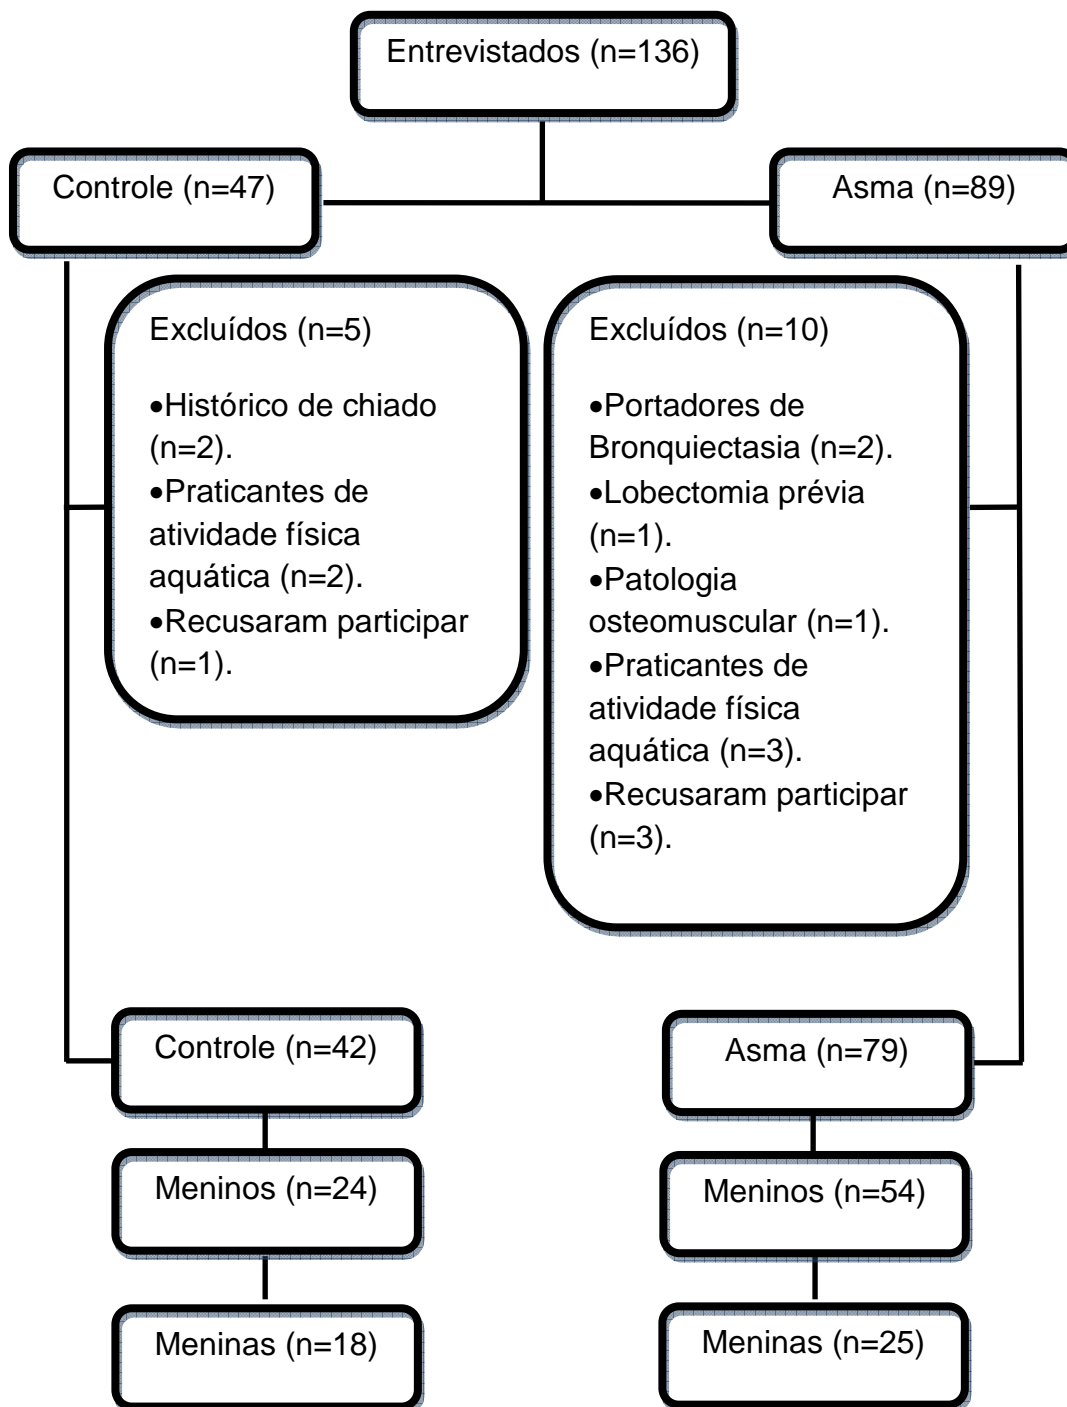 Entrevistados (n=136)
Controle (n=47)
Asma (n=89)
Excluídos (n=5)
•Histórico de chiado
(n=2).
•Praticantes de
atividade física
aquática (n=2).
•Recusaram participar
(n=1).
Excluídos (n=10)
•Portadores de
Bronquiectasia (n=2).
•Lobectomia prévia
(n=1).
•Patologia
osteomuscular (n=1).
•Praticantes de
atividade física
aquática (n=3).
•Recusaram participar
(n=3).
Controle (n=42)
Asma (n=79)
Meninos (n=24)
Meninos (n=54)
Meninas (n=18)
Meninas (n=25)